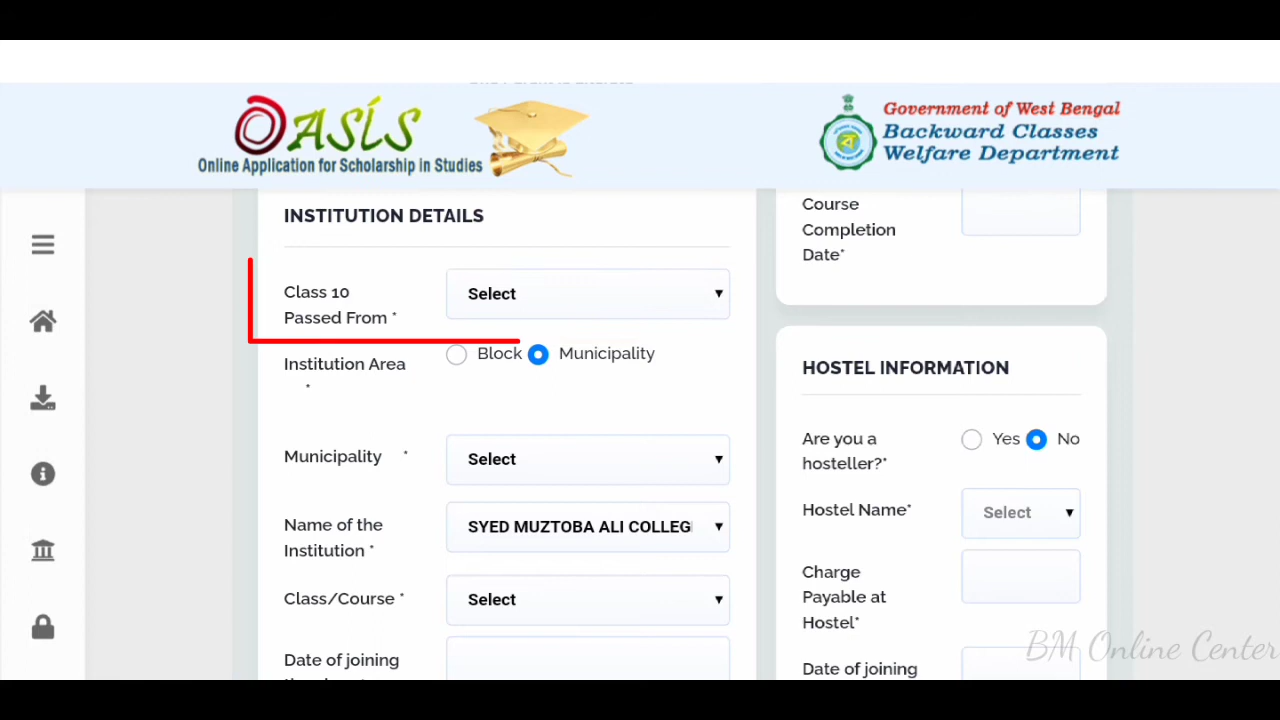 OASIS
Online Application for Scholarship in Studies
Government of West Bengal
Backward Classes
Welfare Department
INSTITUTION DETAILS
Class 10
Passed From *
Select
Institution Area
*
Block
Municipality
Municipality *
Select
Name of the
Institution *
SYED MUZTOBA ALI COLLEG
Class/Course *
Select
Date of joining
Course
Completion
Date*
HOSTEL INFORMATION
Are you a
hosteller?*
Yes
No
Hostel Name*
Select
Charge
Payable at
Hostel*
Date of joining
BM Online Center